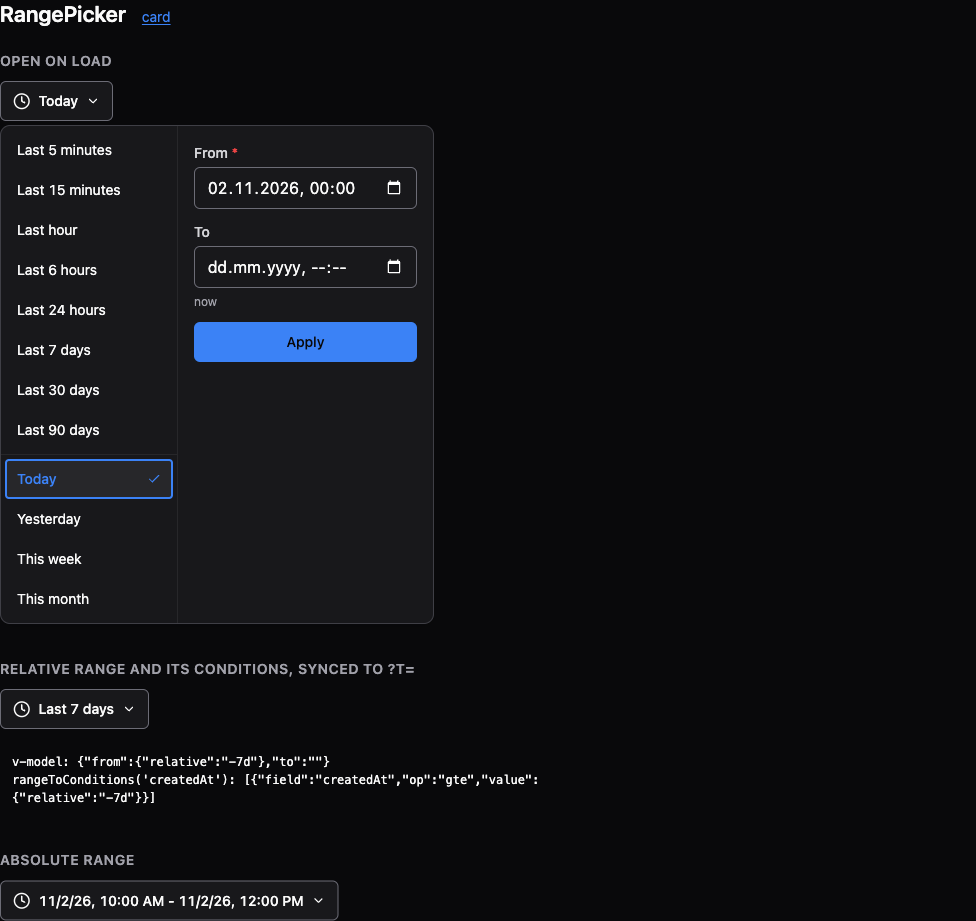 RangePicker card
OPEN ON LOAD
Today
Last 5 minutes
Last 15 minutes
Last hour
Last 6 hours
Last 24 hours
Last 7 days
Last 30 days
Last 90 days
Today
Yesterday
This week
This month
From *
02.11.2026, 00:00
To
dd.mm.yyyy, --:--
now
Apply
RELATIVE RANGE AND ITS CONDITIONS, SYNCED TO ?T=
Last 7 days
v-model: {"from":{"relative":"-7d"},"to":""}
rangeToConditions('createdAt'): [{"field":"createdAt","op":"gte","value":
{"relative":"-7d"}}]
ABSOLUTE RANGE
11/2/26, 10:00 AM - 11/2/26, 12:00 PM